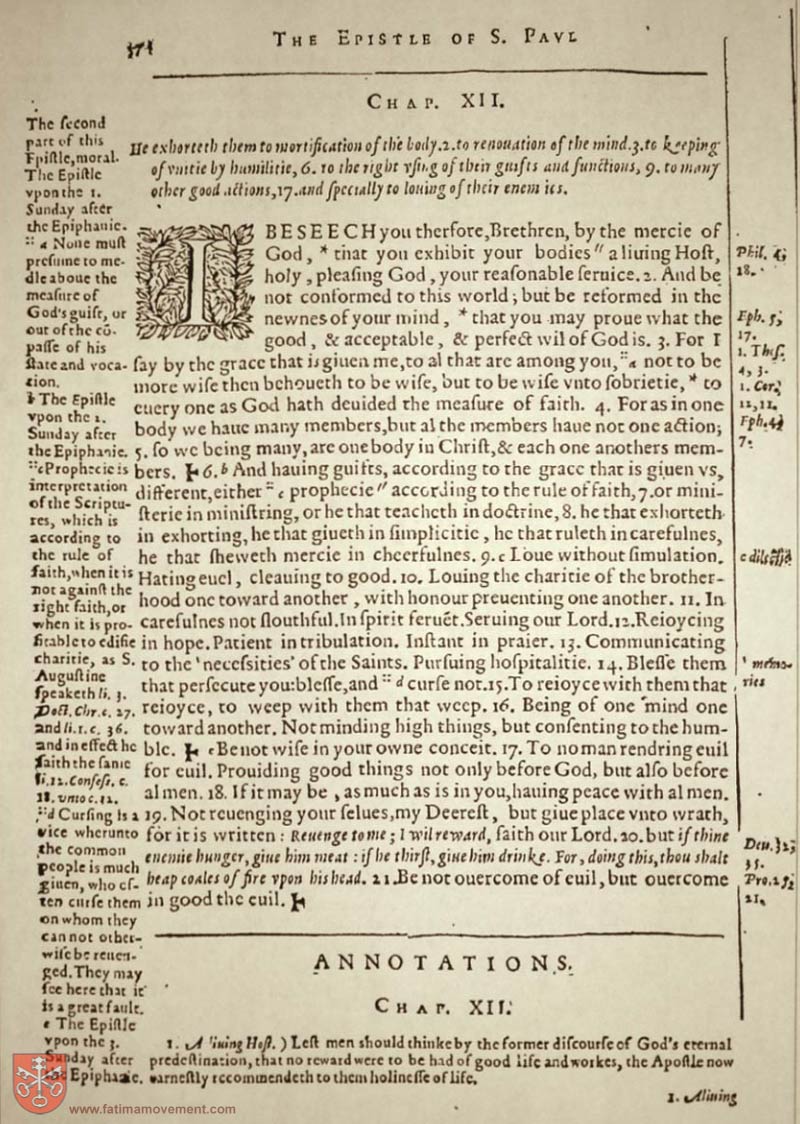 THE EPISTLE OF S. PAVL
CHAP. XII.
The ſecond
part of this
Epiſtle, moral.
The Epiſtle
vpon the 1.
Sunday after
the Epiphanie.
" a None muſt
preſume to me-
dle aboue the
meaſure of
God's guift, or
out of the cō-
paſſe of his
ſtate and voca-
tion.
b The Epiſtle
vpon the 2.
Sunday after
the Epiphanie.
" c Prophecie is
interpretation
of the Scriptu-
res, which is
according to
the rule of
faith, when it is
not againſt the
right faith, or
when it is pro-
fitable to edifie
charitie, as S.
Auguſtine
ſpeaketh li. 3.
Doct. Chr. c. 27.
and li. 1. c. 36.
and in effect he
ſaith the ſame
li. 12. Confeſſ. c.
18. vnto c. 32.
" d Curſing is a
vice wherunto
the common
people is much
giuen, who of-
ten curſe them
on whom they
can not other-
wiſe be reuen-
ged. They may
ſee here that it
is a great fault.
e The Epiſtle
vpon the 3.
Sunday after
the Epiphanie.
He exhorteth them to mortification of the body. 2. to renouation of the mind. 3. to keeping
of vnitie by humilitie, 6. to the right vſing of their guifts and functions, 9. to many
other good actions, 17. and ſpecially to louing of their enemies.
I BESEECH you therfore, Brethren, by the mercie of
God, * that you exhibit your bodies " a liuing Hoſt,
holy, pleaſing God, your reaſonable ſeruice. 2. And be
not conformed to this world; but be reformed in the
newnes of your mind, * that you may proue what the
good, & acceptable, & perfect wil of God is. 3. For I
ſay by the grace that is giuen me, to al that are among you, " a not to be
more wiſe then behoueth to be wiſe, but to be wiſe vnto ſobrietie, * to
euery one as God hath deuided the meaſure of faith. 4. For as in one
body we haue many members, but al the members haue not one action;
5. ſo we being many, are one body in Chriſt, & each one anothers mem-
bers. 6. b And hauing guifts, according to the grace that is giuen vs,
different, either " c prophecie " according to the rule of faith, 7. or mini-
ſterie in miniſtring, or he that teacheth in doctrine, 8. he that exhorteth
in exhorting, he that giueth in ſimplicitie, he that ruleth in carefulnes,
he that ſheweth mercie in cheerfulnes. 9. c Loue without ſimulation.
Hating euel, cleauing to good. 10. Louing the charitie of the brother-
hood one toward another, with honour preuenting one another. 11. In
carefulnes not ſlouthful. In ſpirit feruēt. Seruing our Lord. 12. Reioycing
in hope. Patient in tribulation. Inſtant in praier. 13. Communicating
to the 'neceſsities' of the Saints. Purſuing hoſpitalitie. 14. Bleſſe them
that perſecute you: bleſſe, and " d curſe not. 15. To reioyce with them that
reioyce, to weep with them that weep. 16. Being of one mind one
toward another. Not minding high things, but conſenting to the hum-
ble. e Be not wiſe in your owne conceit. 17. To no man rendring euil
for euil. Prouiding good things not only before God, but alſo before
al men. 18. If it may be, as much as is in you, hauing peace with al men.
19. Not reuenging your ſelues, my Deereſt, but giue place vnto wrath,
for it is written: Reuenge to me; I wil reward, ſaith our Lord. 20. but if thine
enemie hunger, giue him meat: if he thirſt, giue him drinke. For, doing this, thou shalt
heap coales of fire vpon his head. 21. Be not ouercome of euil, but ouercome
in good the euil.
Phil. 4,
18.
Eph. 5,
17.
1. Theſ.
4, 3.
1. Cor.
12, 11.
Eph. 4,
7.
'memo-
ries
Deu. 32,
35.
Pro. 25,
21.
ANNOTATIONS.
CHAP. XII.
1. A liuing Hoſt.) Leſt men should thinke by the former diſcourſe of God's eternal
predeſtination, that no reward were to be had of good life and workes, the Apoſtle now
earneſtly recommendeth to them holineſſe of life.
1. A liuing
www.fatimamovement.com